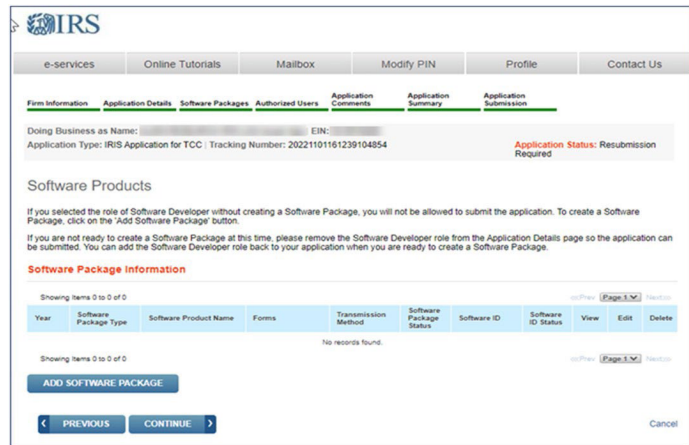 IRS
e-services Online Tutorials Mailbox Modify PIN Profile Contact Us
Firm Information Application Details Software Packages Authorized Users Application Comments Application Summary Application Submission
Doing Business as Name: EIN:
Application Type: IRIS Application for TCC | Tracking Number: 20221101161239104854 Application Status: Resubmission
Required
Software Products
If you selected the role of Software Developer without creating a Software Package, you will not be allowed to submit the application. To create a Software
Package, click on the 'Add Software Package' button.
If you are not ready to create a Software Package at this time, please remove the Software Developer role from the Application Details page so the application can
be submitted. You can add the Software Developer role back to your application when you are ready to create a Software Package.
Software Package Information
Showing Items 0 to 0 of 0 <<Prev Page 1 Next>>
Year Software Package Type Software Product Name Forms Transmission Method Software Package Status Software ID Software ID Status View Edit Delete
No records found.
Showing Items 0 to 0 of 0 <<Prev Page 1 Next>>
ADD SOFTWARE PACKAGE
PREVIOUS CONTINUE Cancel